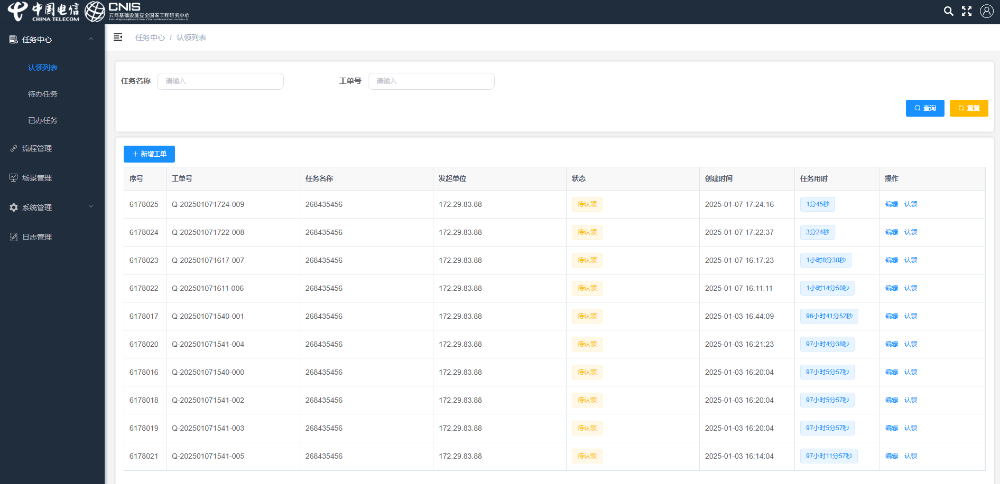 中国电信
CHINA TELECOM
CNIS
云网基础设施安全国家工程研究中心
任务中心
认领列表
待办任务
已办任务
流程管理
场景管理
系统管理
日志管理
任务中心 / 认领列表
任务名称 请输入 工单号 请输入
查询 重置
新增工单
序号 工单号 任务名称 发起单位 状态 创建时间 任务用时 操作
6178025 Q-202501071724-009 268435456 172.29.83.88 待认领 2025-01-07 17:24:16 1分45秒 编辑 认领
6178024 Q-202501071722-008 268435456 172.29.83.88 待认领 2025-01-07 17:22:37 3分24秒 编辑 认领
6178023 Q-202501071617-007 268435456 172.29.83.88 待认领 2025-01-07 16:17:23 1小时8分38秒 编辑 认领
6178022 Q-202501071611-006 268435456 172.29.83.88 待认领 2025-01-07 16:11:11 1小时14分50秒 编辑 认领
6178017 Q-202501071540-001 268435456 172.29.83.88 待认领 2025-01-03 16:44:09 96小时41分52秒 编辑 认领
6178020 Q-202501071541-004 268435456 172.29.83.88 待认领 2025-01-03 16:21:23 97小时4分38秒 编辑 认领
6178016 Q-202501071540-000 268435456 172.29.83.88 待认领 2025-01-03 16:20:04 97小时5分57秒 编辑 认领
6178018 Q-202501071541-002 268435456 172.29.83.88 待认领 2025-01-03 16:20:04 97小时5分57秒 编辑 认领
6178019 Q-202501071541-003 268435456 172.29.83.88 待认领 2025-01-03 16:20:04 97小时5分57秒 编辑 认领
6178021 Q-202501071541-005 268435456 172.29.83.88 待认领 2025-01-03 16:14:04 97小时11分57秒 编辑 认领